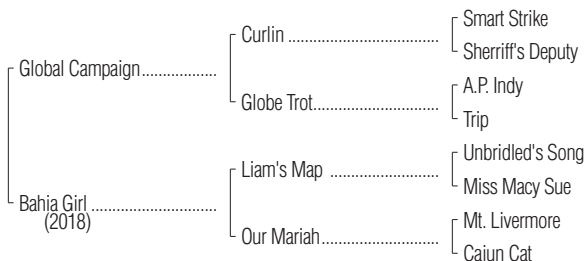 Smart Strike
Curlin ..................
Sherriff's Deputy
Global Campaign..................
A.P. Indy
Globe Trot..................
Trip
Unbridled's Song
Liam's Map ..................
Miss Macy Sue
Bahia Girl ..................
(2018)
Mt. Livermore
Our Mariah..................
Cajun Cat